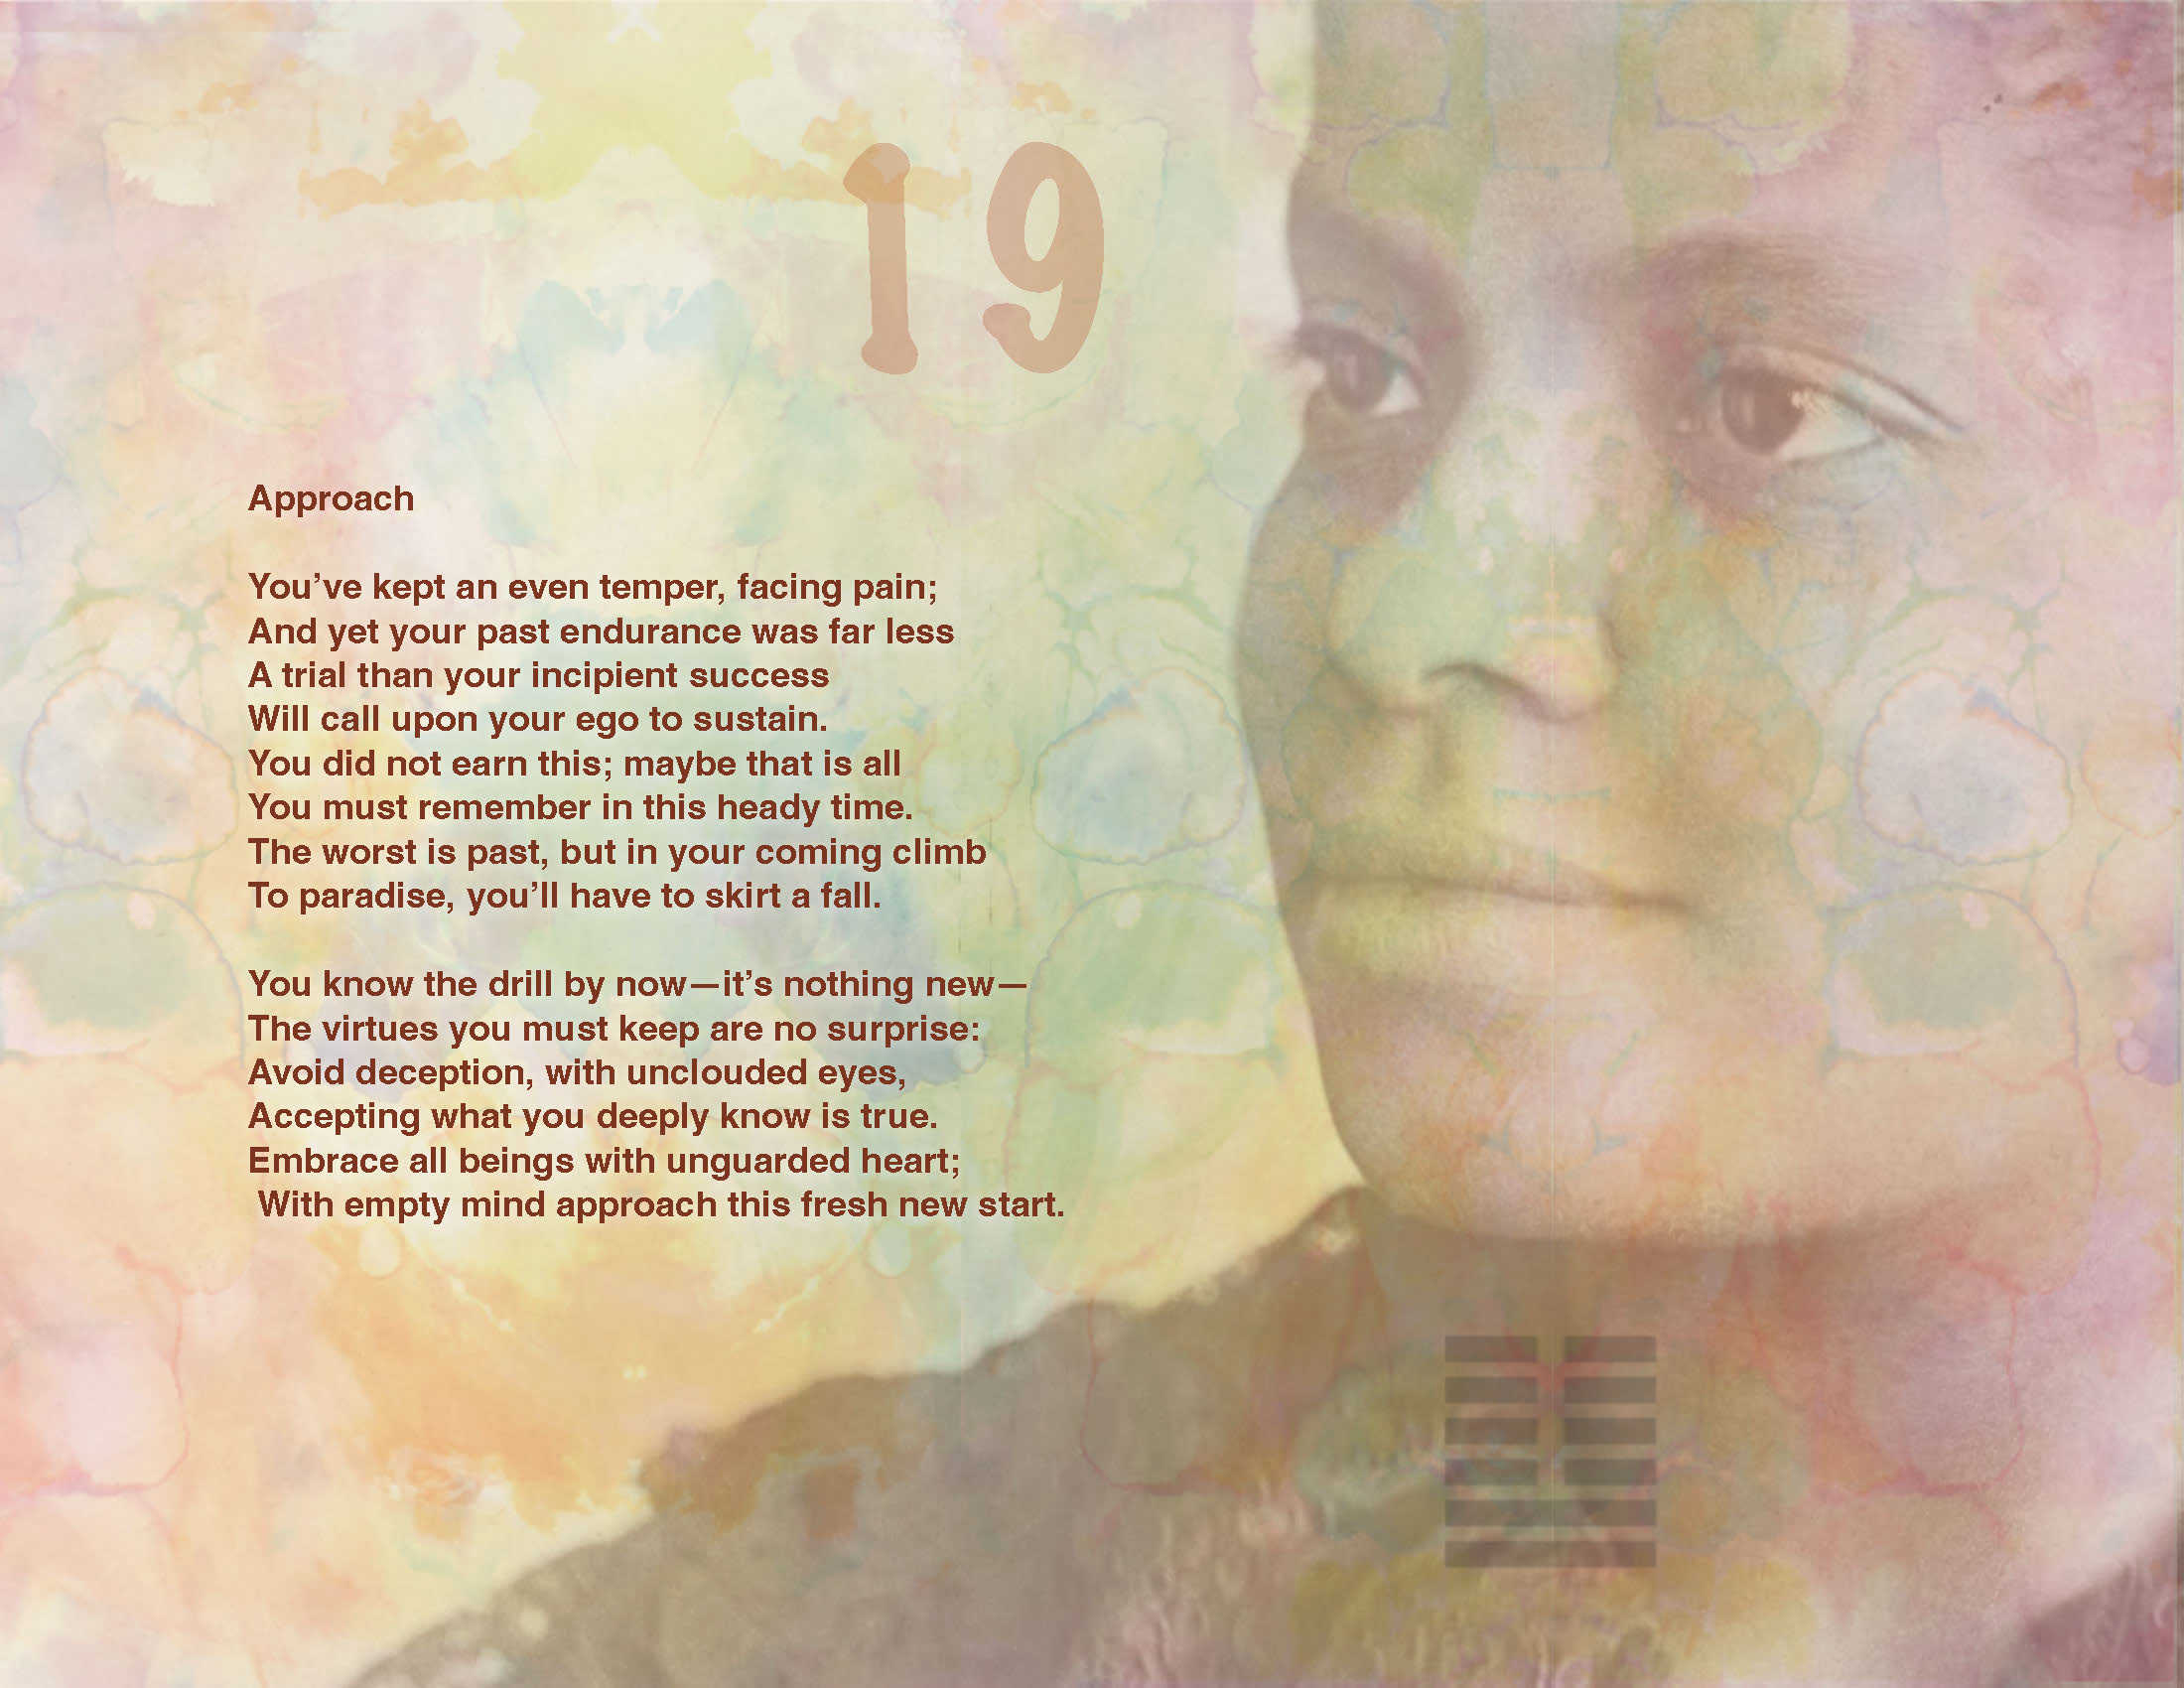 19
Approach
You’ve kept an even temper, facing pain;
And yet your past endurance was far less
A trial than your incipient success
Will call upon your ego to sustain.
You did not earn this; maybe that is all
You must remember in this heady time.
The worst is past, but in your coming climb
To paradise, you’ll have to skirt a fall.
You know the drill by now—it’s nothing new—
The virtues you must keep are no surprise:
Avoid deception, with unclouded eyes,
Accepting what you deeply know is true.
Embrace all beings with unguarded heart;
With empty mind approach this fresh new start.